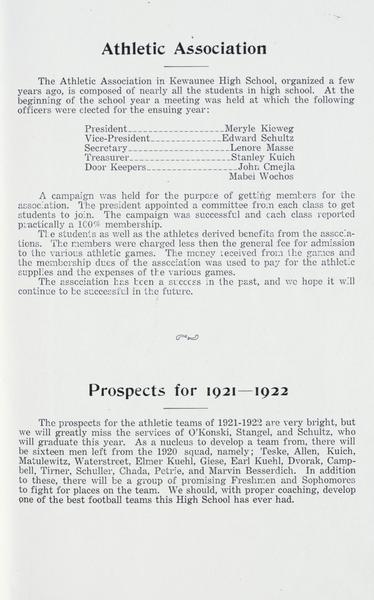 Athletic Association
The Athletic Association in Kewaunee High School, organized a few
years ago, is composed of nearly all the students in high school. At the
beginning of the school year a meeting was held at which the following
officers were elected for the ensuing year:
President____________________Meryle Kieweg
Vice-President_______________Edward Schultz
Secretary____________________Lenore Masse
Treasurer____________________Stanley Kuich
Door Keepers_________________John Cmejla
Mabel Wochos
A campaign was held for the purpose of getting members for the
association. The president appointed a committee from each class to get
students to join. The campaign was successful and each class reported
practically a 100% membership.
The students as well as the athletes derived benefits from the associa-
tions. The members were charged less then the general fee for admission
to the various athletic games. The money received from the games and
the membership dues of the association was used to pay for the athletic
supplies and the expenses of the various games.
The association has been a success in the past, and we hope it will
continue to be successful in the future.
Prospects for 1921—1922
The prospects for the athletic teams of 1921-1922 are very bright, but
we will greatly miss the services of O'Konski, Stangel, and Schultz, who
will graduate this year. As a nucleus to develop a team from, there will
be sixteen men left from the 1920 squad, namely; Teske, Allen, Kuich,
Matulewitz, Waterstreet, Elmer Kuehl, Giese, Earl Kuehl, Dvorak, Camp-
bell, Tirner, Schuller, Chada, Petrie, and Marvin Besserdich. In addition
to these, there will be a group of promising Freshmen and Sophomores
to fight for places on the team. We should, with proper coaching, develop
one of the best football teams this High School has ever had.